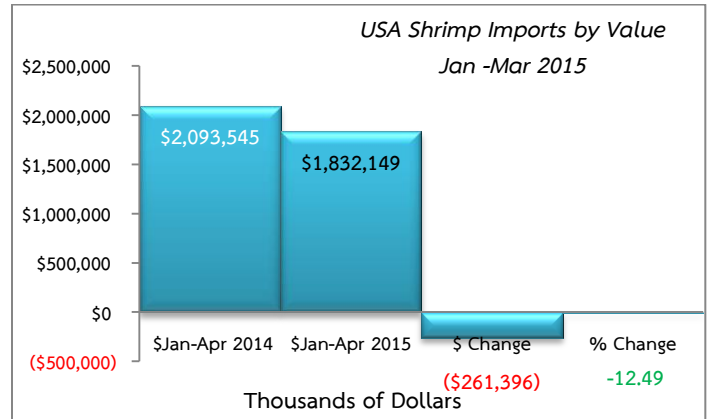 USA Shrimp Imports by Value
Jan -Mar 2015
$2,500,000
$2,000,000
$1,500,000
$1,000,000
$500,000
$0
($500,000)
$2,093,545
$1,832,149
$Jan-Apr 2014
$Jan-Apr 2015
$ Change
% Change
($261,396)
-12.49
Thousands of Dollars